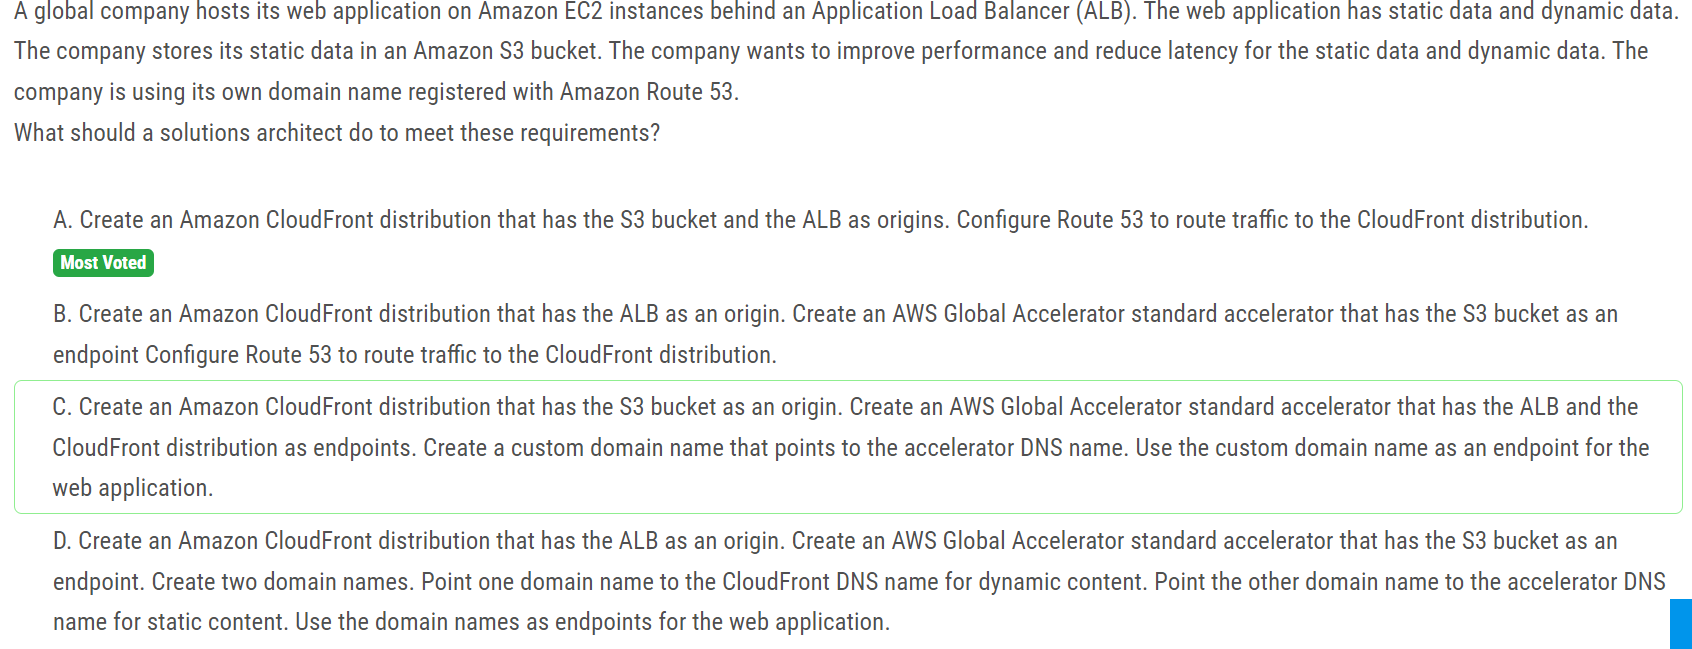 A global company hosts its web application on Amazon EC2 instances behind an Application Load Balancer (ALB). The web application has static data and dynamic data.
The company stores its static data in an Amazon S3 bucket. The company wants to improve performance and reduce latency for the static data and dynamic data. The
company is using its own domain name registered with Amazon Route 53.
What should a solutions architect do to meet these requirements?
A. Create an Amazon CloudFront distribution that has the S3 bucket and the ALB as origins. Configure Route 53 to route traffic to the CloudFront distribution.
Most Voted
B. Create an Amazon CloudFront distribution that has the ALB as an origin. Create an AWS Global Accelerator standard accelerator that has the S3 bucket as an
endpoint Configure Route 53 to route traffic to the CloudFront distribution.
C. Create an Amazon CloudFront distribution that has the S3 bucket as an origin. Create an AWS Global Accelerator standard accelerator that has the ALB and the
CloudFront distribution as endpoints. Create a custom domain name that points to the accelerator DNS name. Use the custom domain name as an endpoint for the
web application.
D. Create an Amazon CloudFront distribution that has the ALB as an origin. Create an AWS Global Accelerator standard accelerator that has the S3 bucket as an
endpoint. Create two domain names. Point one domain name to the CloudFront DNS name for dynamic content. Point the other domain name to the accelerator DNS
name for static content. Use the domain names as endpoints for the web application.